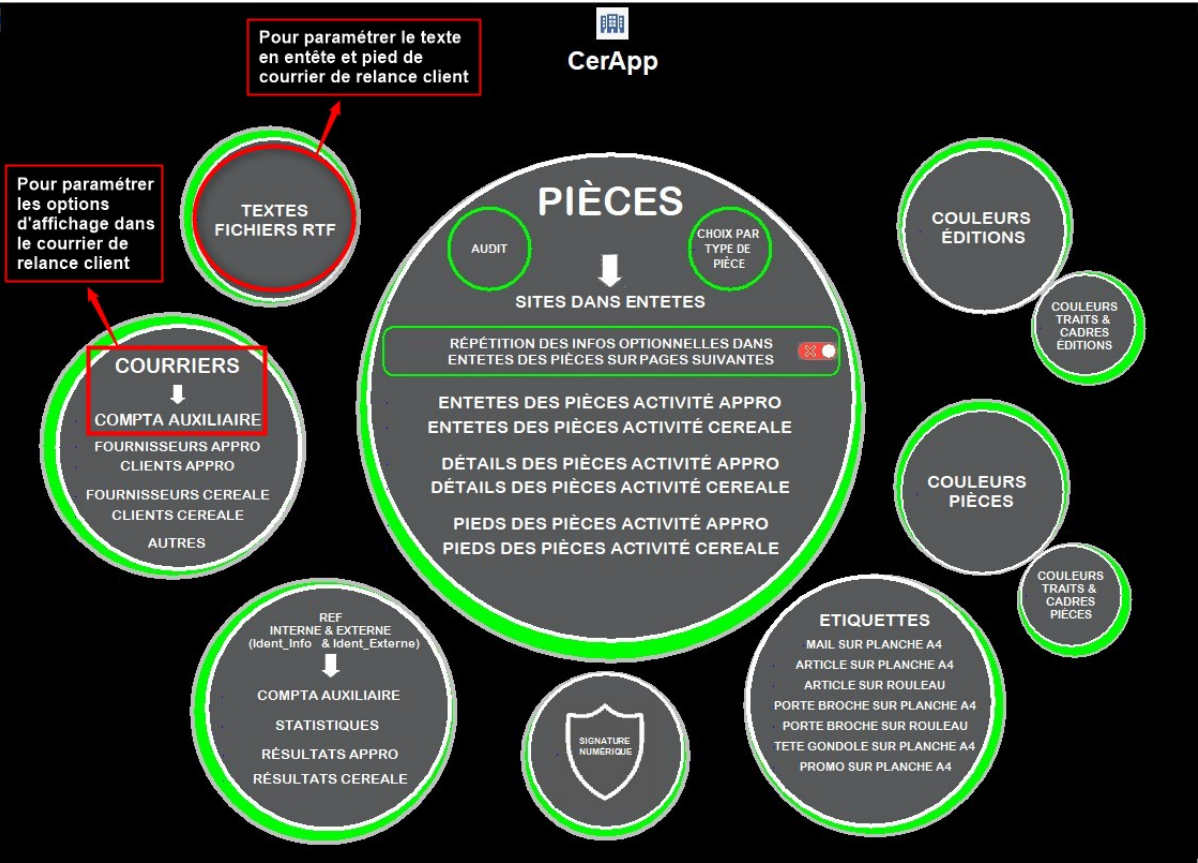 CerApp
Pour paramétrer le texte
en entête et pied de
courrier de relance client
Pour paramétrer
les options
d'affichage dans
le courrier de
relance client
TEXTES
FICHIERS RTF
COURRIERS
COMPTA AUXILIAIRE
FOURNISSEURS APPRO
CLIENTS APPRO
FOURNISSEURS CEREALE
CLIENTS CEREALE
AUTRES
PIÈCES
AUDIT
CHOIX PAR
TYPE DE
PIÈCE
SITES DANS ENTETES
RÉPÉTITION DES INFOS OPTIONNELLES DANS
ENTETES DES PIÈCES SUR PAGES SUIVANTES
ENTETES DES PIÈCES ACTIVITÉ APPRO
ENTETES DES PIÈCES ACTIVITÉ CEREALE
DÉTAILS DES PIÈCES ACTIVITÉ APPRO
DÉTAILS DES PIÈCES ACTIVITÉ CEREALE
PIEDS DES PIÈCES ACTIVITÉ APPRO
PIEDS DES PIÈCES ACTIVITÉ CEREALE
COULEURS
ÉDITIONS
COULEURS
TRAITS &
CADRES
ÉDITIONS
COULEURS
PIÈCES
COULEURS
TRAITS &
CADRES
PIÈCES
REF
INTERNE & EXTERNE
(Ident_Info & Ident_Externe)
COMPTA AUXILIAIRE
STATISTIQUES
RÉSULTATS APPRO
RÉSULTATS CEREALE
SIGNATURE
NUMÉRIQUE
ETIQUETTES
MAIL SUR PLANCHE A4
ARTICLE SUR PLANCHE A4
ARTICLE SUR ROULEAU
PORTE BROCHE SUR PLANCHE A4
PORTE BROCHE SUR ROULEAU
TETE GONDOLE SUR PLANCHE A4
PROMO SUR PLANCHE A4